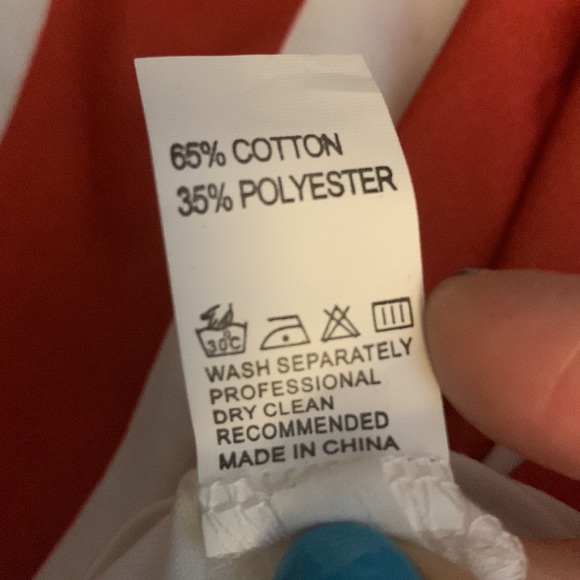 65% COTTON
35% POLYESTER
30°C
WASH SEPARATELY
PROFESSIONAL
DRY CLEAN
RECOMMENDED
MADE IN CHINA